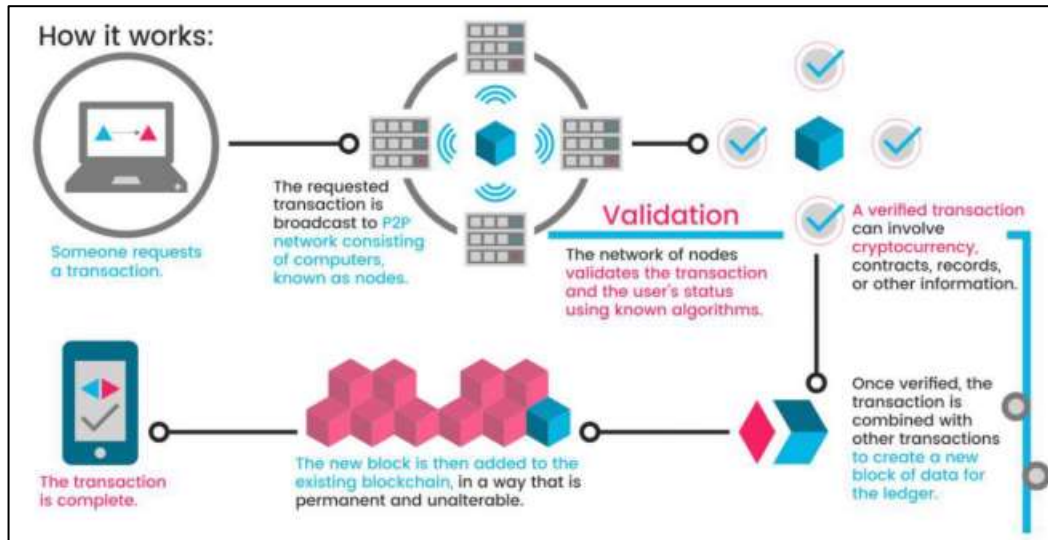 How it works:
Someone requests
a transaction.
The requested
transaction is
broadcast to P2P
network consisting
of computers,
known as nodes.
Validation
The network of nodes
validates the transaction
and the user's status
using known algorithms.
A verified transaction
can involve
cryptocurrency,
contracts, records,
or other information.
Once verified, the
transaction is
combined with
other transactions
to create a new
block of data for
the ledger.
The new block is then added to the
existing blockchain, in a way that is
permanent and unalterable.
The transaction
is complete.